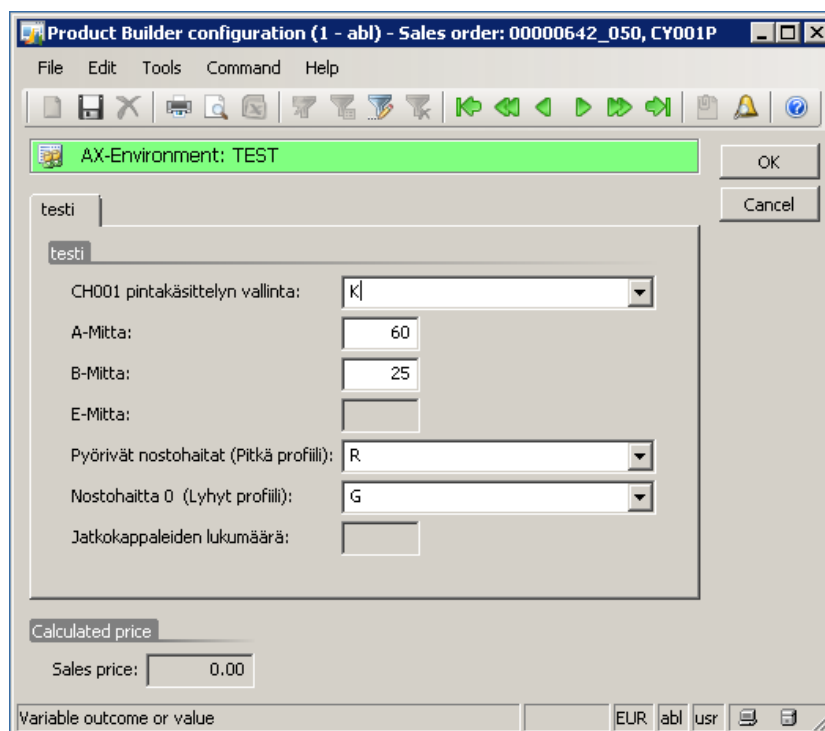 Product Builder configuration (1 - abl) - Sales order: 00000642_050, CY001P
File Edit Tools Command Help
AX-Environment: TEST
OK
Cancel
testi
testi
CH001 pintakäsittelyn vallinta: K
A-Mitta: 60
B-Mitta: 25
E-Mitta:
Pyörivät nostohaitat (Pitkä profiili): R
Nostohaitta 0 (Lyhyt profiili): G
Jatkokappaleiden lukumäärä:
Calculated price
Sales price: 0.00
Variable outcome or value EUR abl usr